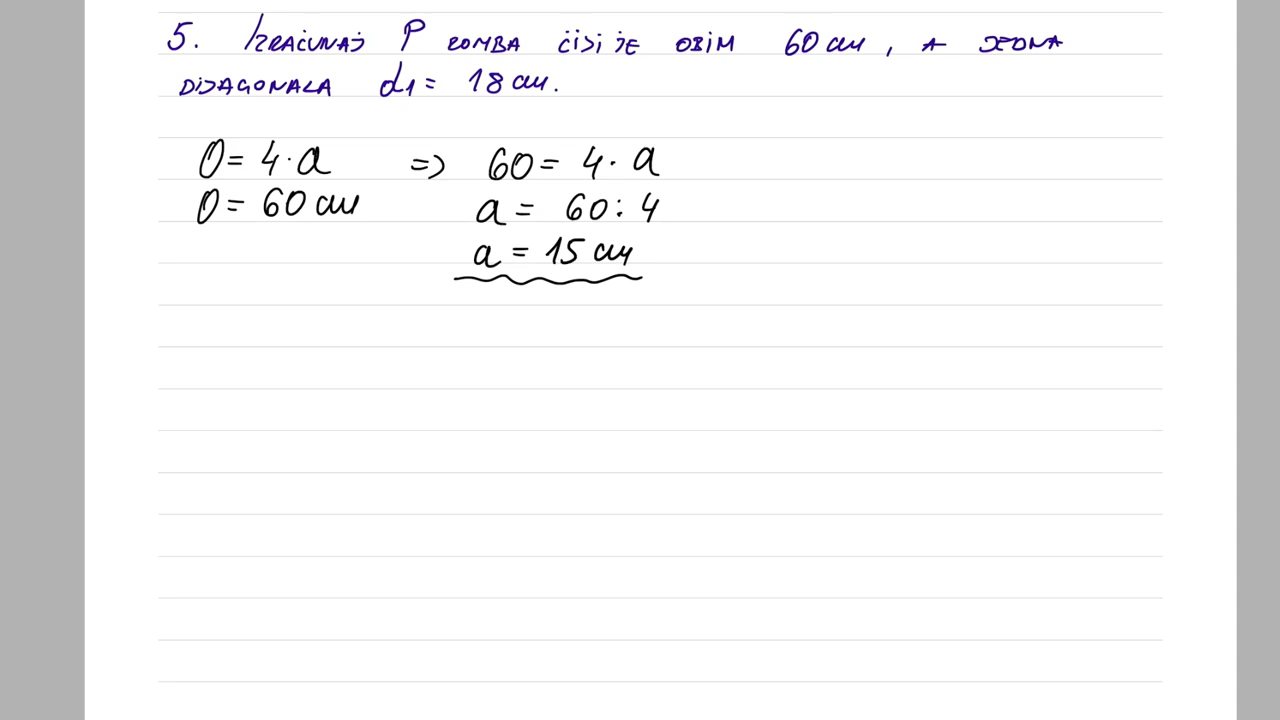 5. Izračunaj P romba čiji je obim 60 cm, a jedna
dijagonala d1 = 18 cm.
O = 4 · a => 60 = 4 · a
O = 60 cm a = 60 : 4
a = 15 cm